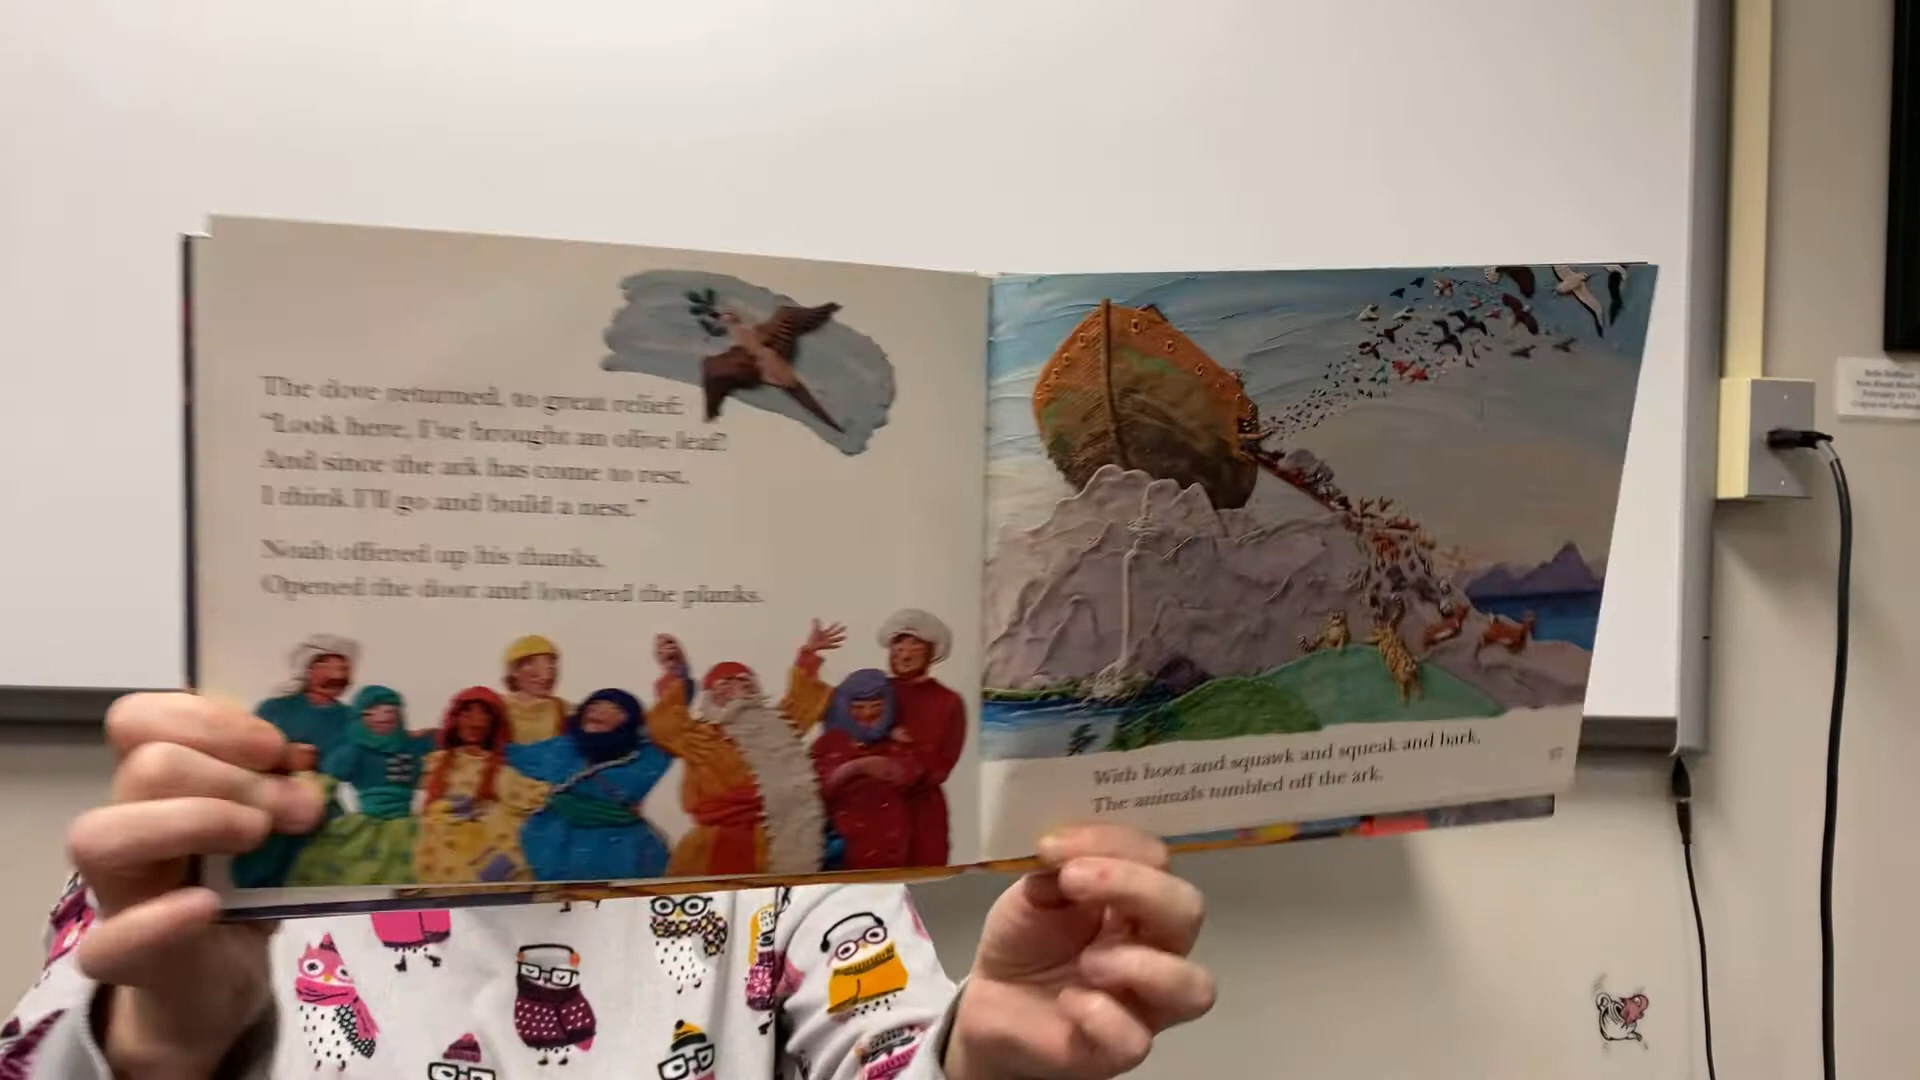 The dove returned, to great relief:
"Look here, I've brought an olive leaf!
And since the ark has come to rest,
I think I'll go and build a nest."
Noah offered up his thanks,
Opened the door and lowered the planks.
With hoot and squawk and squeak and bark,
The animals tumbled off the ark.